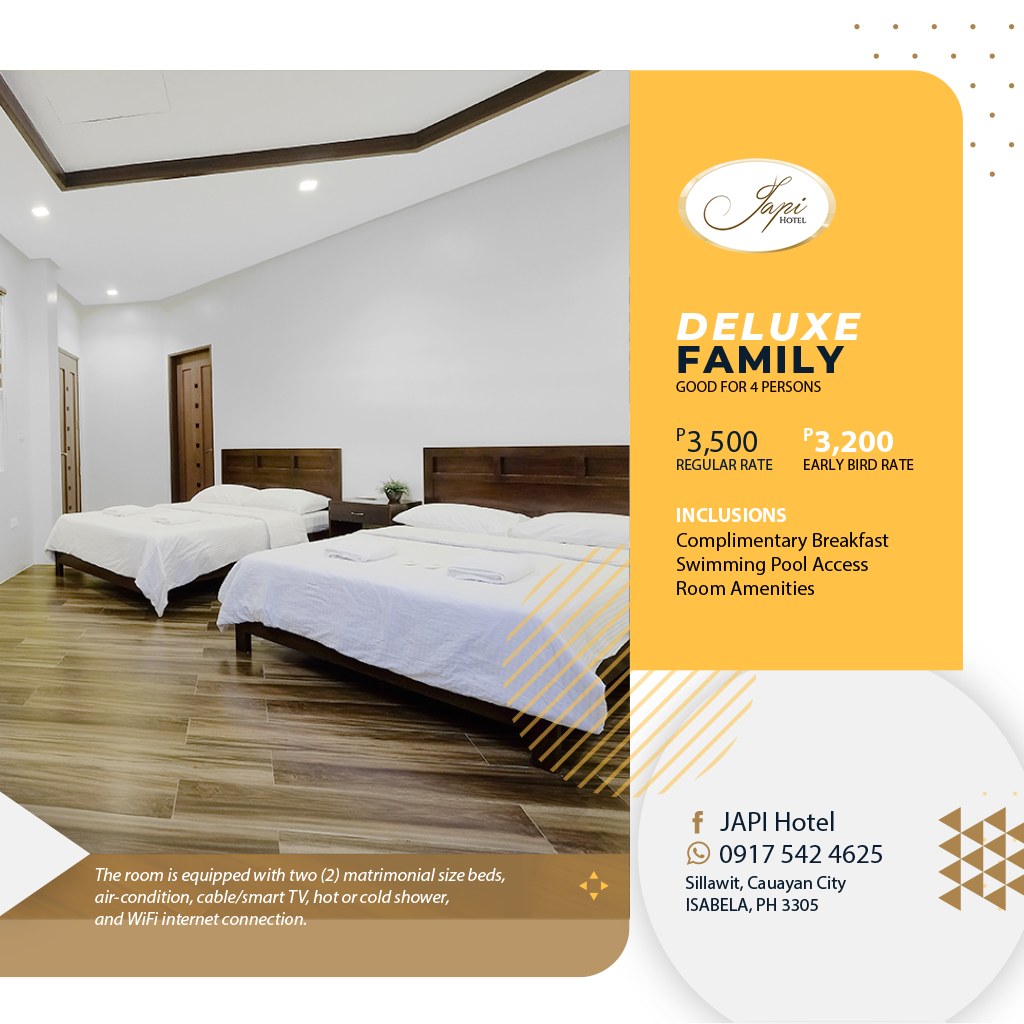 Japi
HOTEL
DELUXE
FAMILY
GOOD FOR 4 PERSONS
₱3,500
REGULAR RATE
₱3,200
EARLY BIRD RATE
INCLUSIONS
Complimentary Breakfast
Swimming Pool Access
Room Amenities
The room is equipped with two (2) matrimonial size beds,
air-condition, cable/smart TV, hot or cold shower,
and WiFi internet connection.
JAPI Hotel
0917 542 4625
Sillawit, Cauayan City
ISABELA, PH 3305